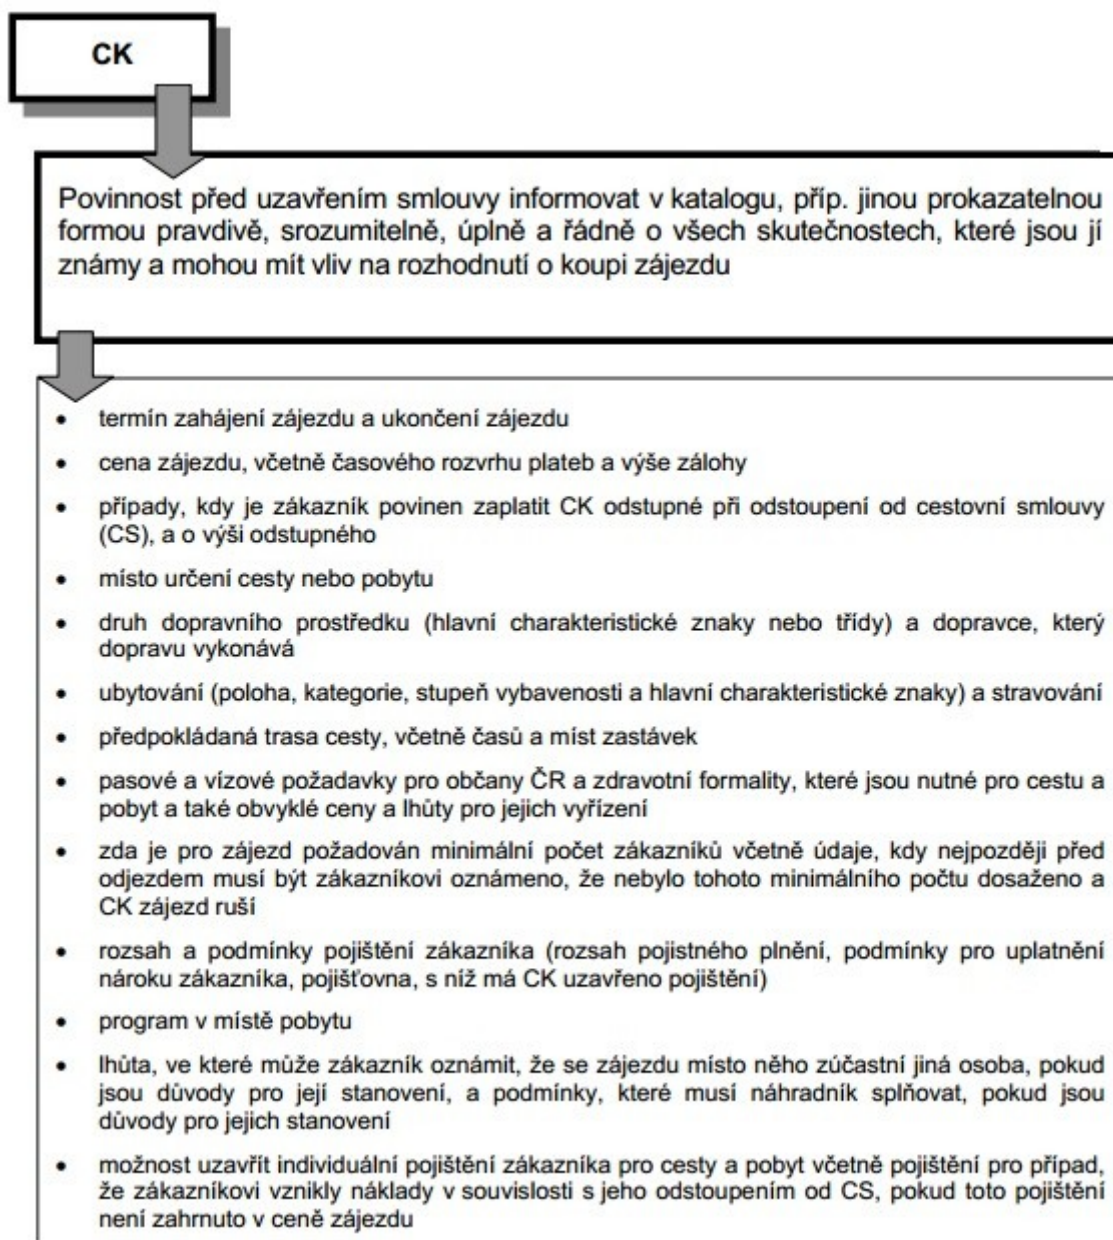 CK
Povinnost před uzavřením smlouvy informovat v katalogu, příp. jinou prokazatelnou
formou pravdivě, srozumitelně, úplně a řádně o všech skutečnostech, které jsou jí
známy a mohou mít vliv na rozhodnutí o koupi zájezdu
• termín zahájení zájezdu a ukončení zájezdu
• cena zájezdu, včetně časového rozvrhu plateb a výše zálohy
• případy, kdy je zákazník povinen zaplatit CK odstupné při odstoupení od cestovní smlouvy
(CS), a o výši odstupného
• místo určení cesty nebo pobytu
• druh dopravního prostředku (hlavní charakteristické znaky nebo třídy) a dopravce, který
dopravu vykonává
• ubytování (poloha, kategorie, stupeň vybavenosti a hlavní charakteristické znaky) a stravování
• předpokládaná trasa cesty, včetně časů a míst zastávek
• pasové a vízové požadavky pro občany ČR a zdravotní formality, které jsou nutné pro cestu a
pobyt a také obvyklé ceny a lhůty pro jejich vyřízení
• zda je pro zájezd požadován minimální počet zákazníků včetně údaje, kdy nejpozději před
odjezdem musí být zákazníkovi oznámeno, že nebylo tohoto minimálního počtu dosaženo a
CK zájezd ruší
• rozsah a podmínky pojištění zákazníka (rozsah pojistného plnění, podmínky pro uplatnění
nároku zákazníka, pojišťovna, s níž má CK uzavřeno pojištění)
• program v místě pobytu
• lhůta, ve které může zákazník oznámit, že se zájezdu místo něho zúčastní jiná osoba, pokud
jsou důvody pro její stanovení, a podmínky, které musí náhradník splňovat, pokud jsou
důvody pro jejich stanovení
• možnost uzavřít individuální pojištění zákazníka pro cesty a pobyt včetně pojištění pro případ,
že zákazníkovi vznikly náklady v souvislosti s jeho odstoupením od CS, pokud toto pojištění
není zahrnuto v ceně zájezdu